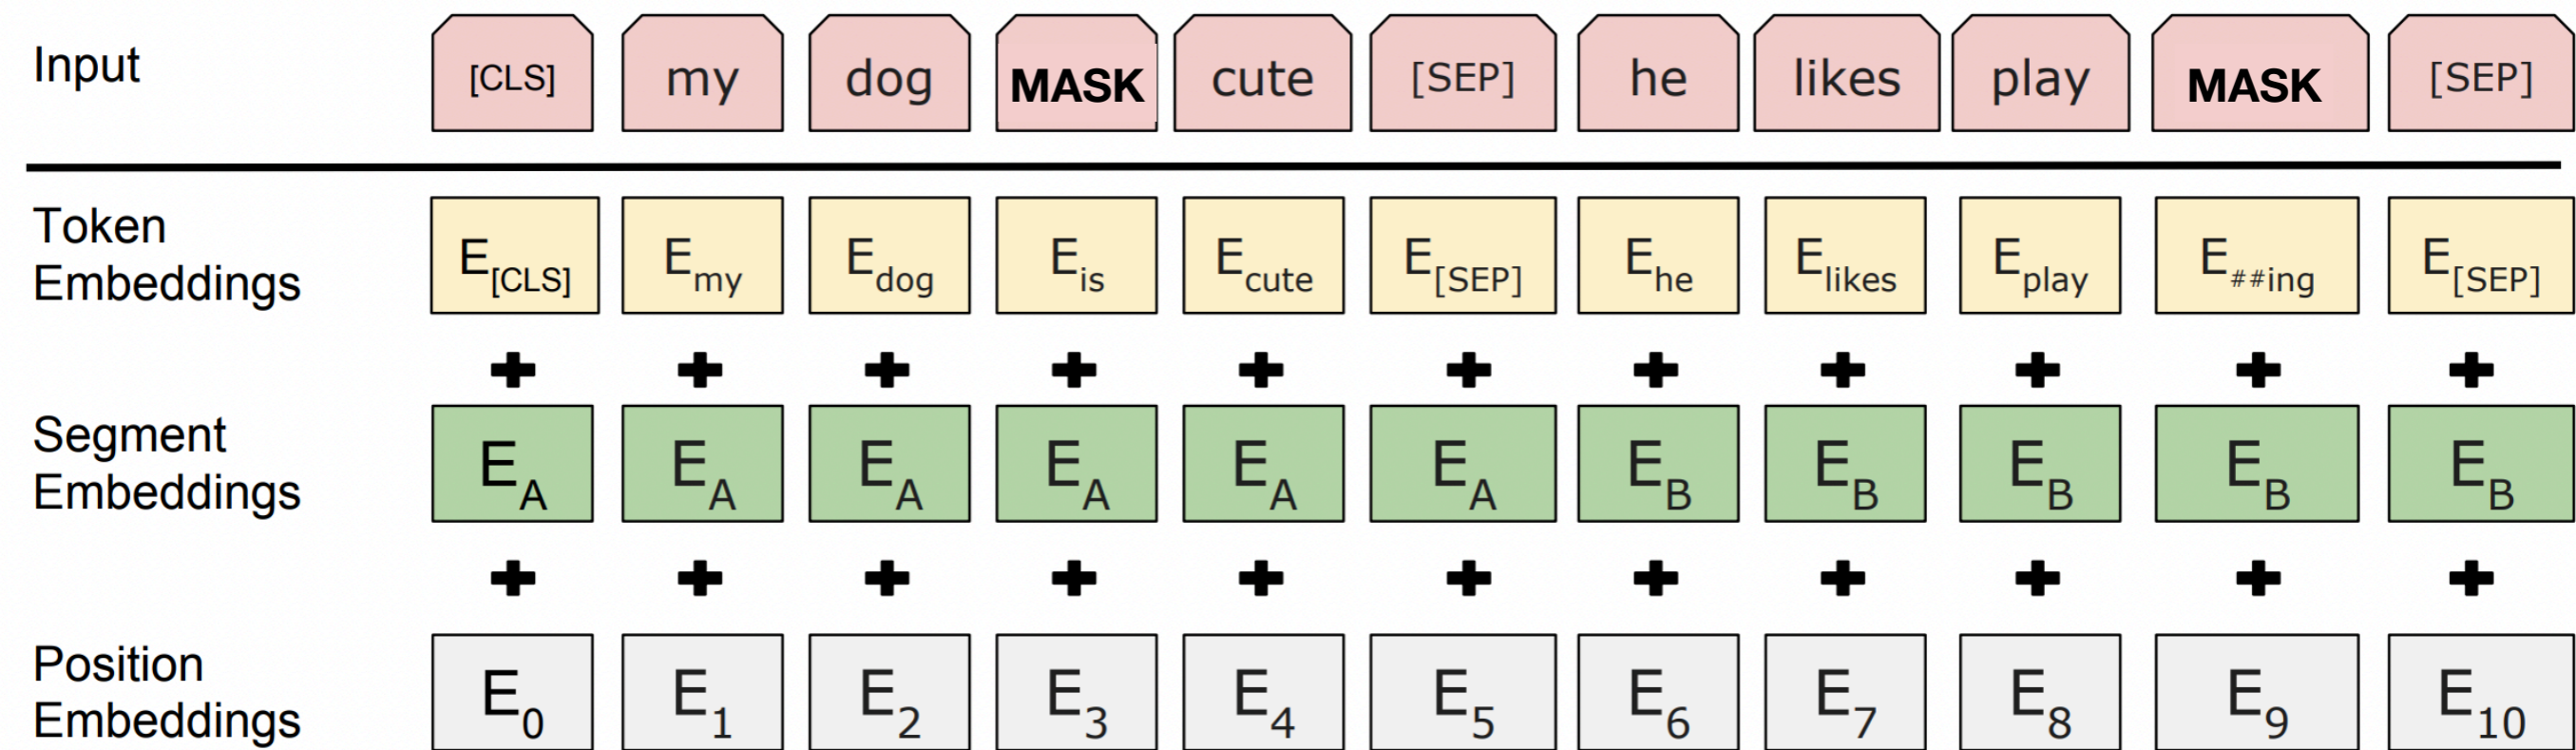 Input [CLS] my dog MASK cute [SEP] he likes play MASK [SEP]
Token Embeddings E[CLS] Emy Edog Eis Ecute E[SEP] Ehe Elikes Eplay E##ing E[SEP]
+ + + + + + + + + + +
Segment Embeddings EA EA EA EA EA EA EB EB EB EB EB
+ + + + + + + + + + +
Position Embeddings E0 E1 E2 E3 E4 E5 E6 E7 E8 E9 E10